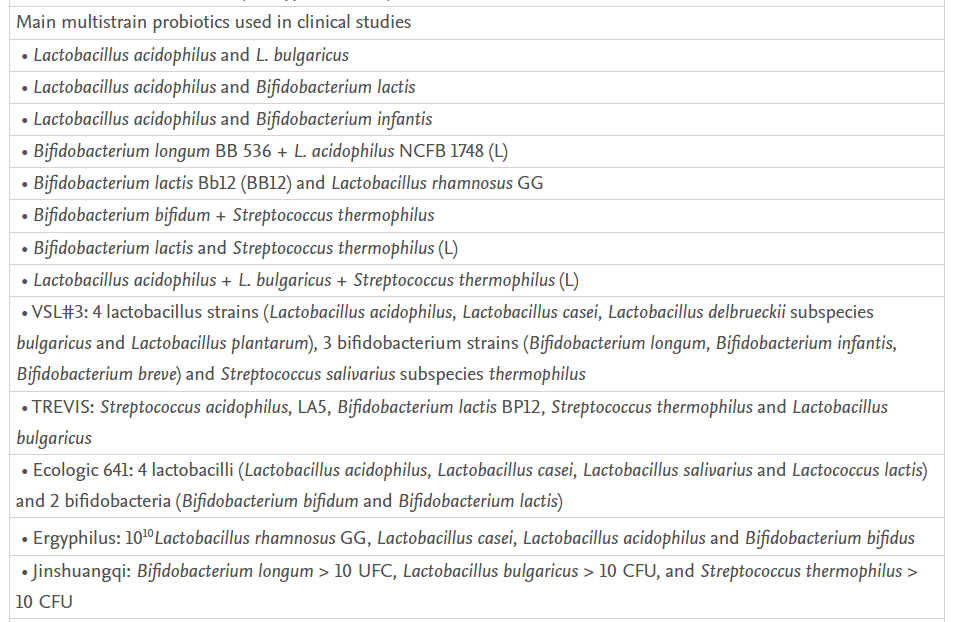 Main multistrain probiotics used in clinical studies
• Lactobacillus acidophilus and L. bulgaricus
• Lactobacillus acidophilus and Bifidobacterium lactis
• Lactobacillus acidophilus and Bifidobacterium infantis
• Bifidobacterium longum BB 536 + L. acidophilus NCFB 1748 (L)
• Bifidobacterium lactis Bb12 (BB12) and Lactobacillus rhamnosus GG
• Bifidobacterium bifidum + Streptococcus thermophilus
• Bifidobacterium lactis and Streptococcus thermophilus (L)
• Lactobacillus acidophilus + L. bulgaricus + Streptococcus thermophilus (L)
• VSL#3: 4 lactobacillus strains (Lactobacillus acidophilus, Lactobacillus casei, Lactobacillus delbrueckii subspecies
bulgaricus and Lactobacillus plantarum), 3 bifidobacterium strains (Bifidobacterium longum, Bifidobacterium infantis,
Bifidobacterium breve) and Streptococcus salivarius subspecies thermophilus
• TREVIS: Streptococcus acidophilus, LA5, Bifidobacterium lactis BP12, Streptococcus thermophilus and Lactobacillus
bulgaricus
• Ecologic 641: 4 lactobacilli (Lactobacillus acidophilus, Lactobacillus casei, Lactobacillus salivarius and Lactococcus lactis)
and 2 bifidobacteria (Bifidobacterium bifidum and Bifidobacterium lactis)
• Ergyphilus: 10¹⁰Lactobacillus rhamnosus GG, Lactobacillus casei, Lactobacillus acidophilus and Bifidobacterium bifidus
• Jinshuangqi: Bifidobacterium longum > 10 UFC, Lactobacillus bulgaricus > 10 CFU, and Streptococcus thermophilus >
10 CFU